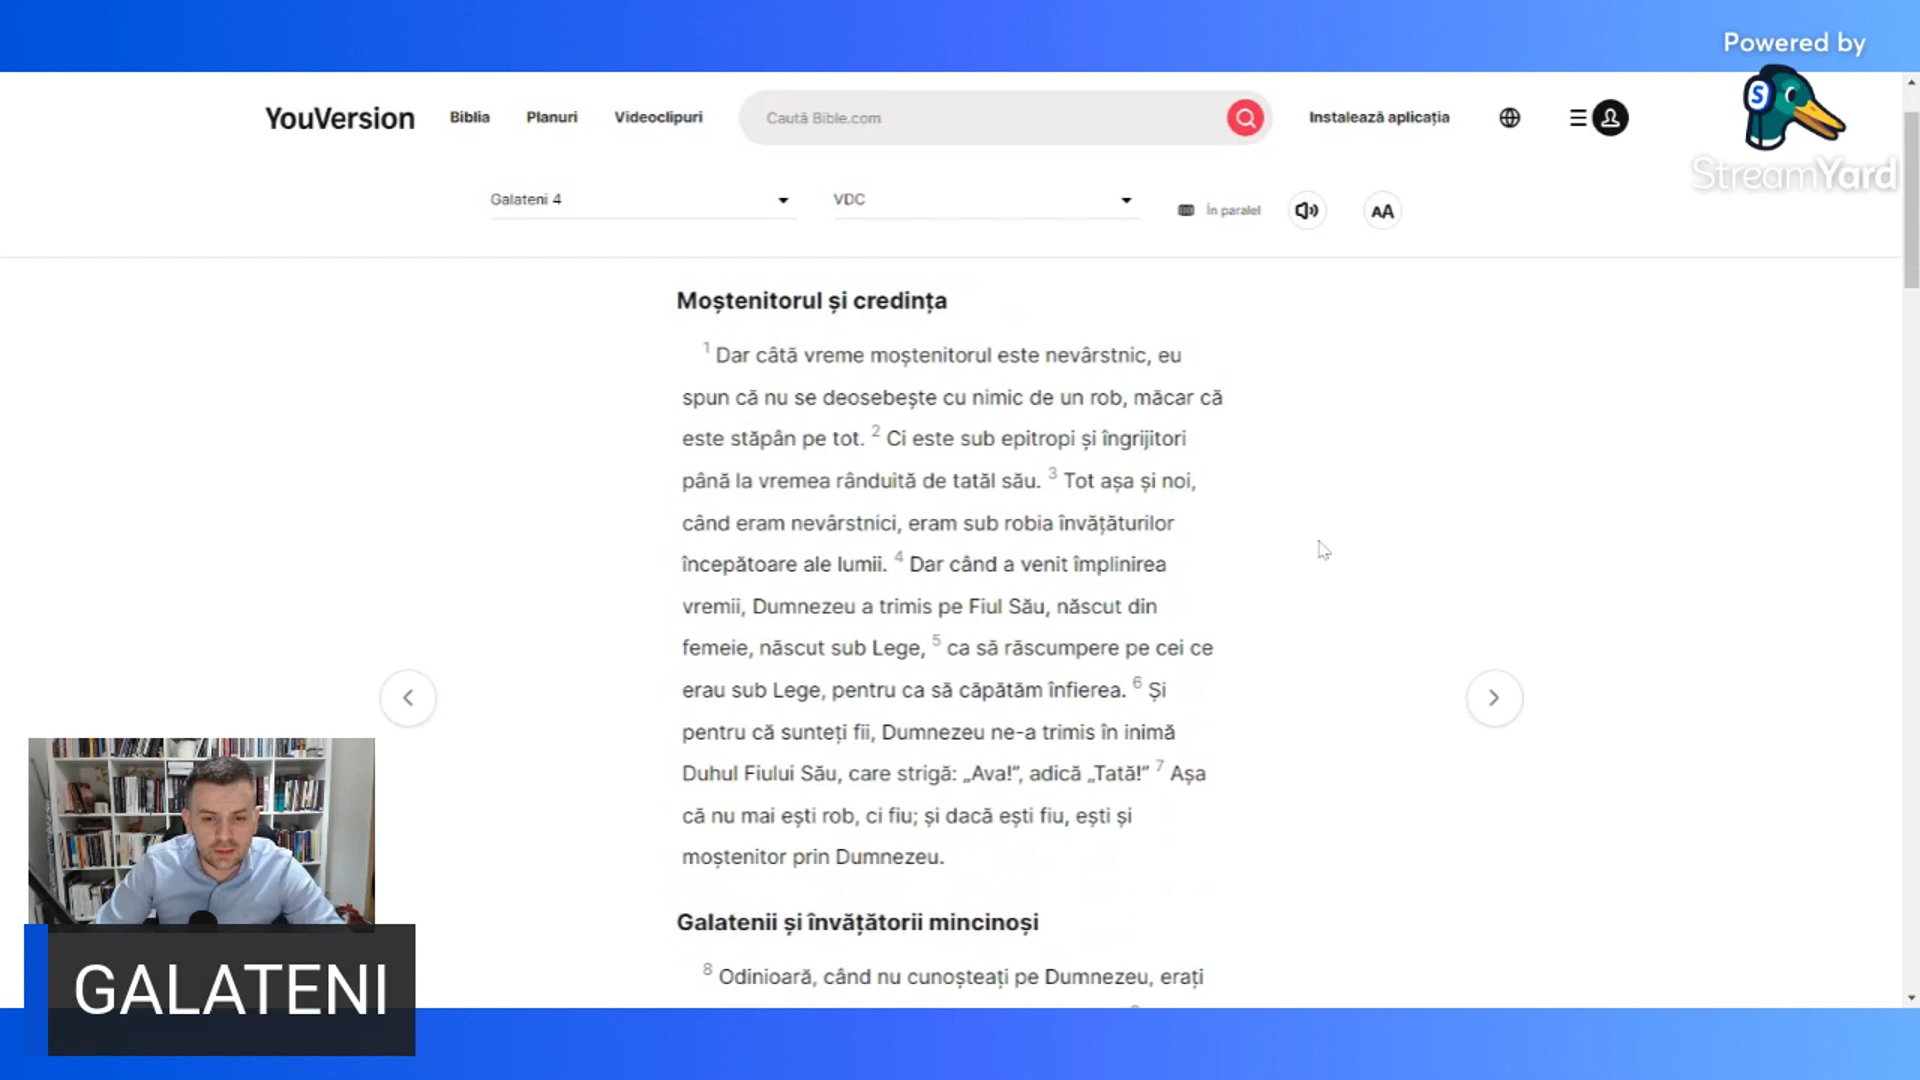 Powered by
StreamYard
YouVersion Biblia Planuri Videoclipuri Caută Bible.com Instalează aplicația
Galateni 4 VDC În paralel AA
Moștenitorul și credința
1 Dar câtă vreme moștenitorul este nevârstnic, eu
spun că nu se deosebește cu nimic de un rob, măcar că
este stăpân pe tot. 2 Ci este sub epitropi și îngrijitori
până la vremea rânduită de tatăl său. 3 Tot așa și noi,
când eram nevârstnici, eram sub robia învățăturilor
începătoare ale lumii. 4 Dar când a venit împlinirea
vremii, Dumnezeu a trimis pe Fiul Său, născut din
femeie, născut sub Lege, 5 ca să răscumpere pe cei ce
erau sub Lege, pentru ca să căpătăm înfierea. 6 Și
pentru că sunteți fii, Dumnezeu ne-a trimis în inimă
Duhul Fiului Său, care strigă: „Ava!”, adică „Tată!” 7 Așa
că nu mai ești rob, ci fiu; și dacă ești fiu, ești și
moștenitor prin Dumnezeu.
Galatenii și învățătorii mincinoși
8 Odinioară, când nu cunoșteați pe Dumnezeu, erați
GALATENI